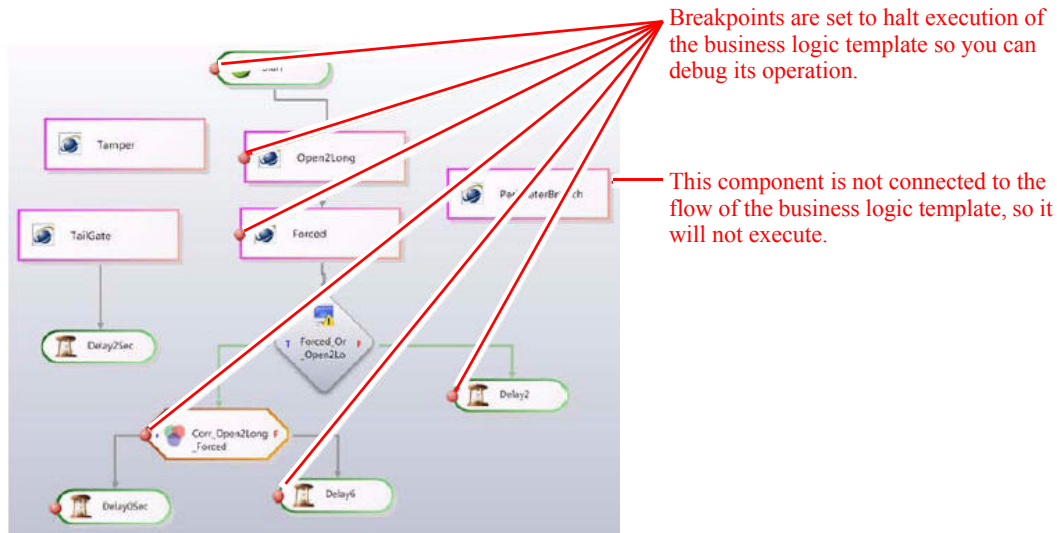 Breakpoints are set to halt execution of
the business logic template so you can
debug its operation.
Tamper
Open2Long
This component is not connected to the
flow of the business logic template, so it
will not execute.
TailGate
Forced
Delay2Sec
T
Forced_Or
_Open2Lo
F
Delay2
Corr_Open2Long
_Forced
F
Delay0Sec
Delay6